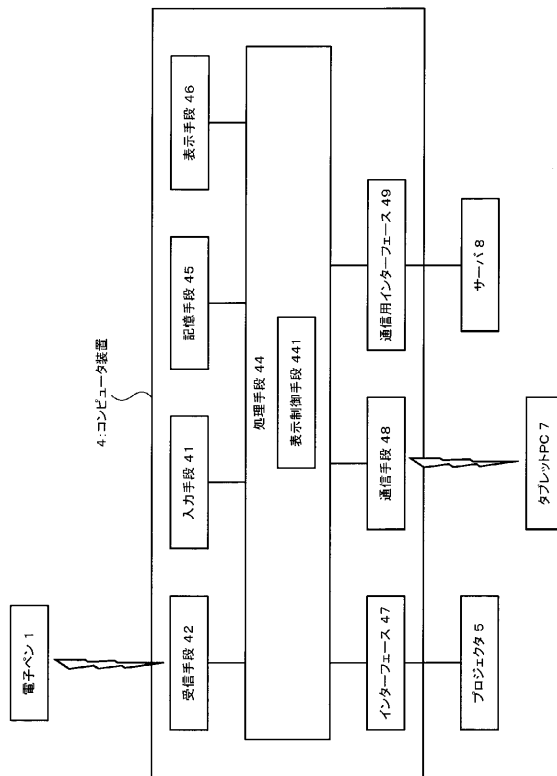 電子ペン 1
4:コンピュータ装置
受信手段 42
入力手段 41
記憶手段 45
表示手段 46
処理手段 44
表示制御手段 441
インターフェース 47
通信手段 48
通信用インターフェース 49
プロジェクタ 5
タブレットPC 7
サーバ 8